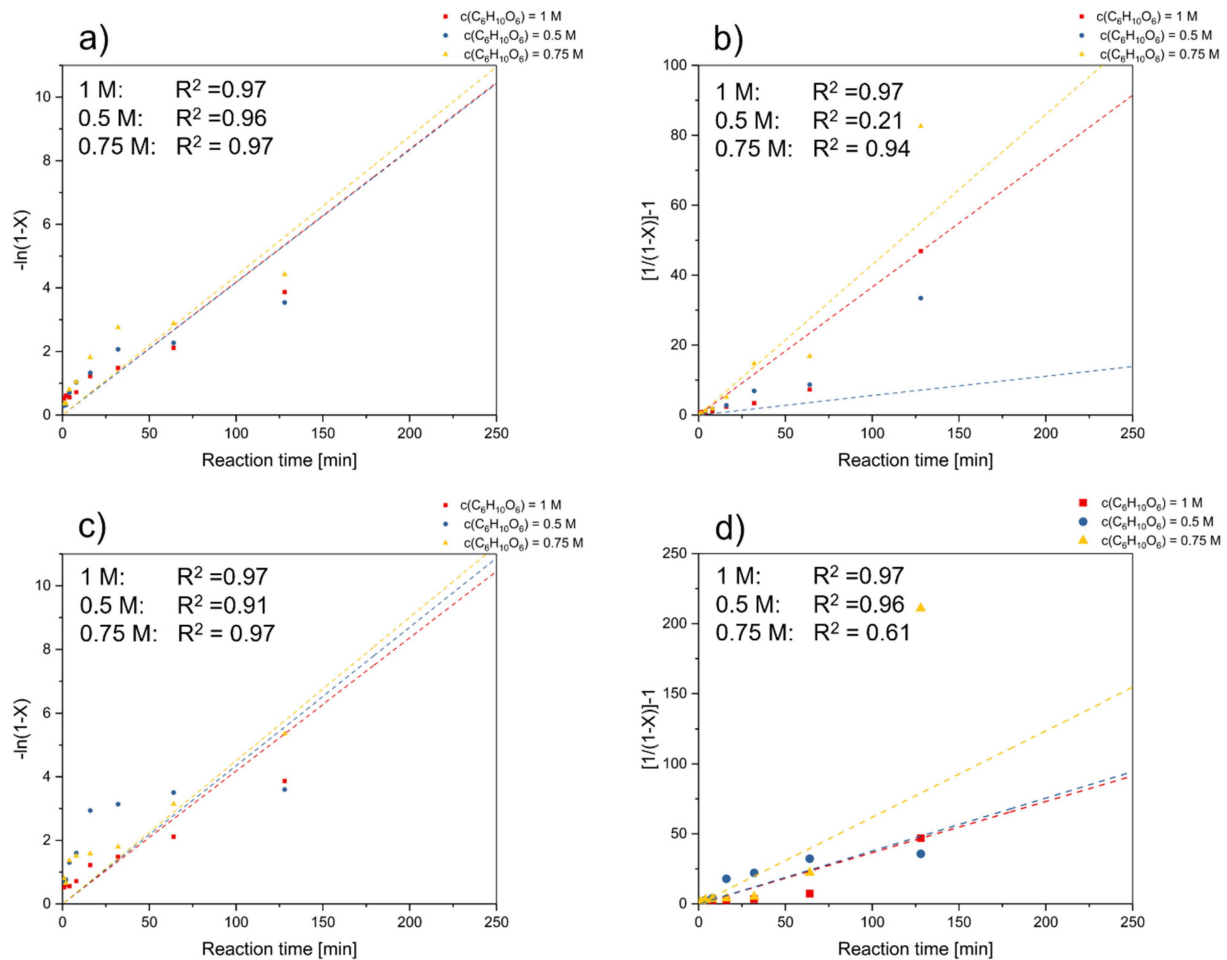 a)
c(C₆H₁₀O₆) = 1 M
c(C₆H₁₀O₆) = 0.5 M
c(C₆H₁₀O₆) = 0.75 M
1 M: R² =0.97
0.5 M: R² =0.96
0.75 M: R² = 0.97
-ln(1-X)
10
8
6
4
2
0
0 50 100 150 200 250
Reaction time [min]
b)
c(C₆H₁₀O₆) = 1 M
c(C₆H₁₀O₆) = 0.5 M
c(C₆H₁₀O₆) = 0.75 M
1 M: R² =0.97
0.5 M: R² =0.21
0.75 M: R² = 0.94
[1/(1-X)]-1
100
80
60
40
20
0
0 50 100 150 200 250
Reaction time [min]
c)
c(C₆H₁₀O₆) = 1 M
c(C₆H₁₀O₆) = 0.5 M
c(C₆H₁₀O₆) = 0.75 M
1 M: R² =0.97
0.5 M: R² =0.91
0.75 M: R² = 0.97
-ln(1-X)
10
8
6
4
2
0
0 50 100 150 200 250
Reaction time [min]
d)
c(C₆H₁₀O₆) = 1 M
c(C₆H₁₀O₆) = 0.5 M
c(C₆H₁₀O₆) = 0.75 M
1 M: R² =0.97
0.5 M: R² =0.96
0.75 M: R² = 0.61
[1/(1-X)]-1
250
200
150
100
50
0
0 50 100 150 200 250
Reaction time [min]